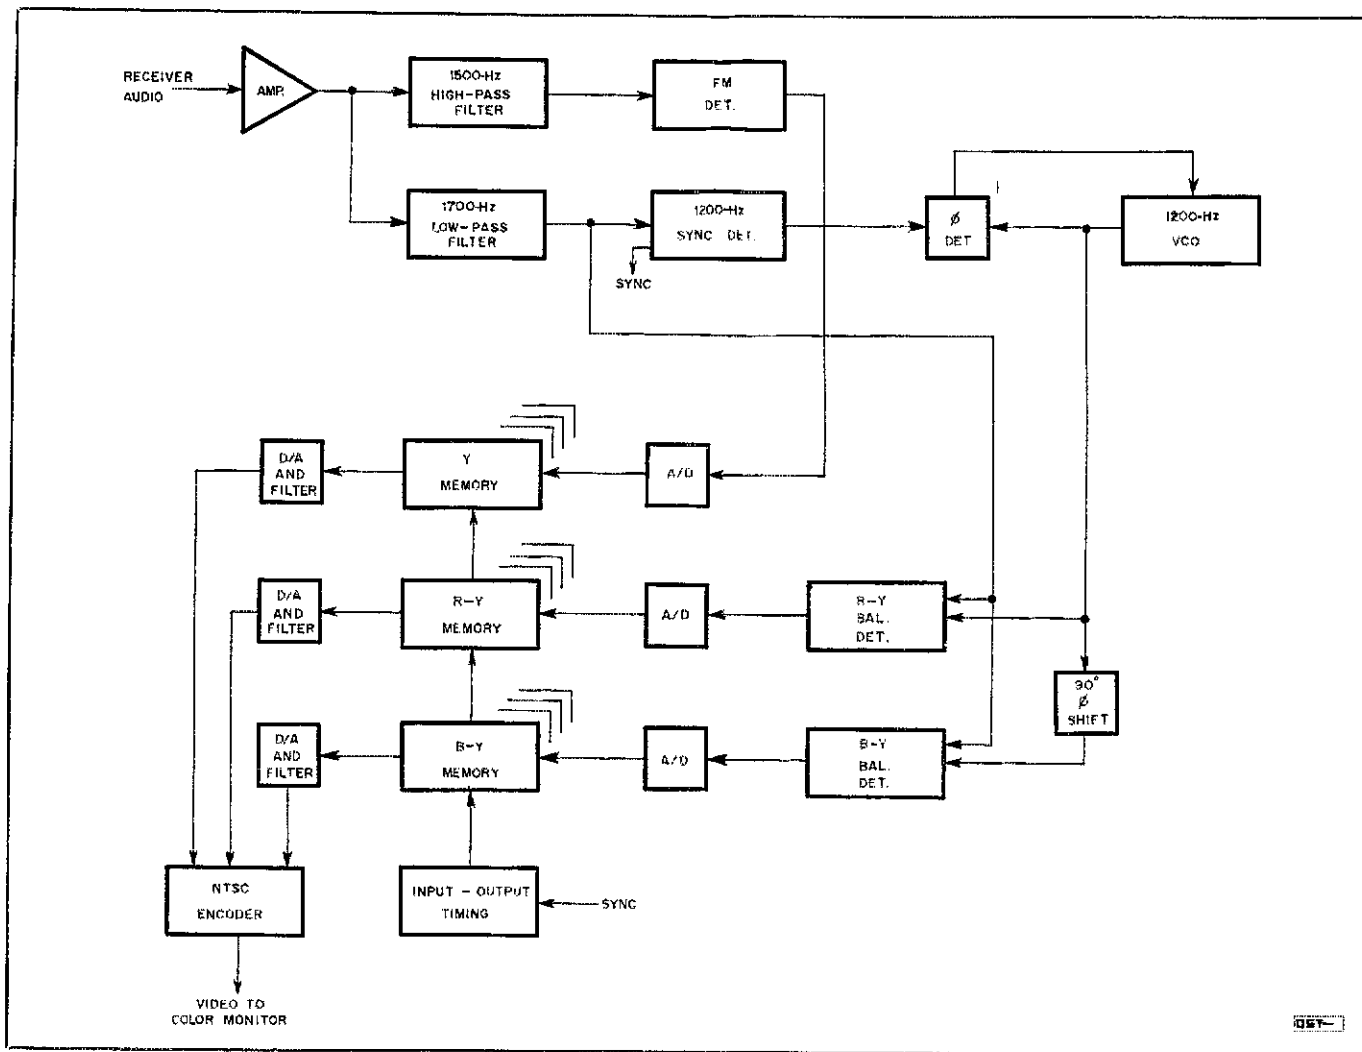 RECEIVER
AUDIO
AMP.
1500-Hz
HIGH-PASS
FILTER
FM
DET.
1700-Hz
LOW-PASS
FILTER
1200-Hz
SYNC DET.
SYNC
Ø
DET
1200-Hz
VCO
D/A
AND
FILTER
Y
MEMORY
A/D
D/A
AND
FILTER
R-Y
MEMORY
A/D
R-Y
BAL.
DET.
90°
Ø
SHIFT
D/A
AND
FILTER
B-Y
MEMORY
A/D
B-Y
BAL.
DET.
NTSC
ENCODER
INPUT - OUTPUT
TIMING
SYNC
VIDEO TO
COLOR MONITOR
QST-